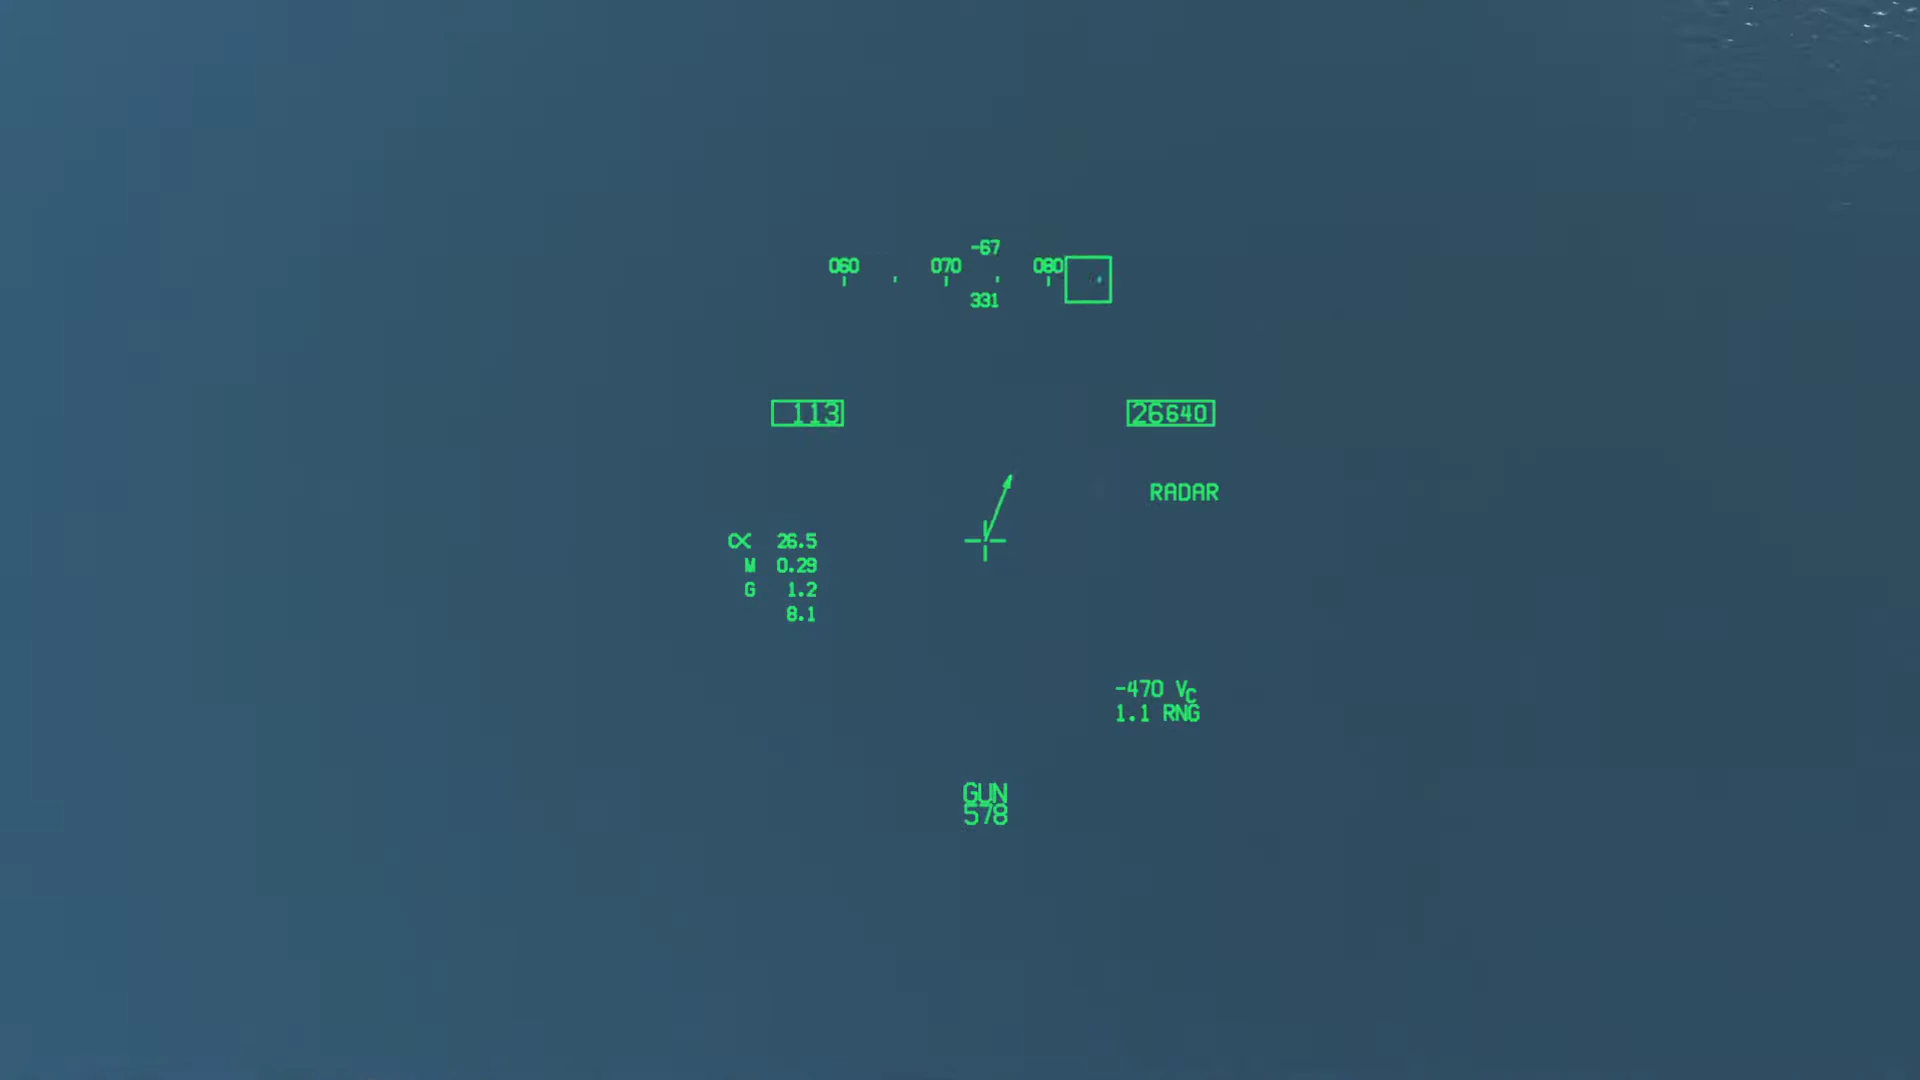 -67
060 070 080
331
113
26640
RADAR
α 26.5
M 0.29
G 1.2
8.1
-470 Vc
1.1 RNG
GUN
578